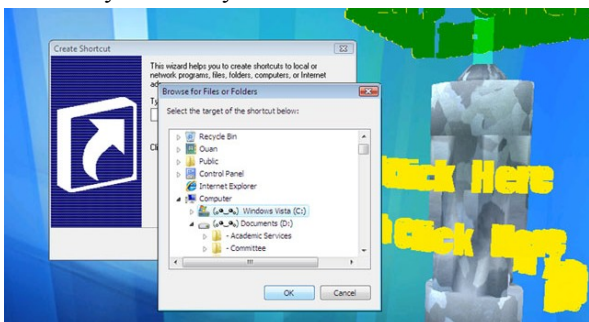 Create Shortcut
This wizard helps you to create shortcuts to local or
network programs, files, folders, computers, or Internet
Browse for Files or Folders
Select the target of the shortcut below:
Recycle Bin
Quan
Public
Control Panel
Internet Explorer
Computer
Windows Vista (C:)
Documents (D:)
- Academic Services
- Committee
OK
Cancel
Click Here
Click Here